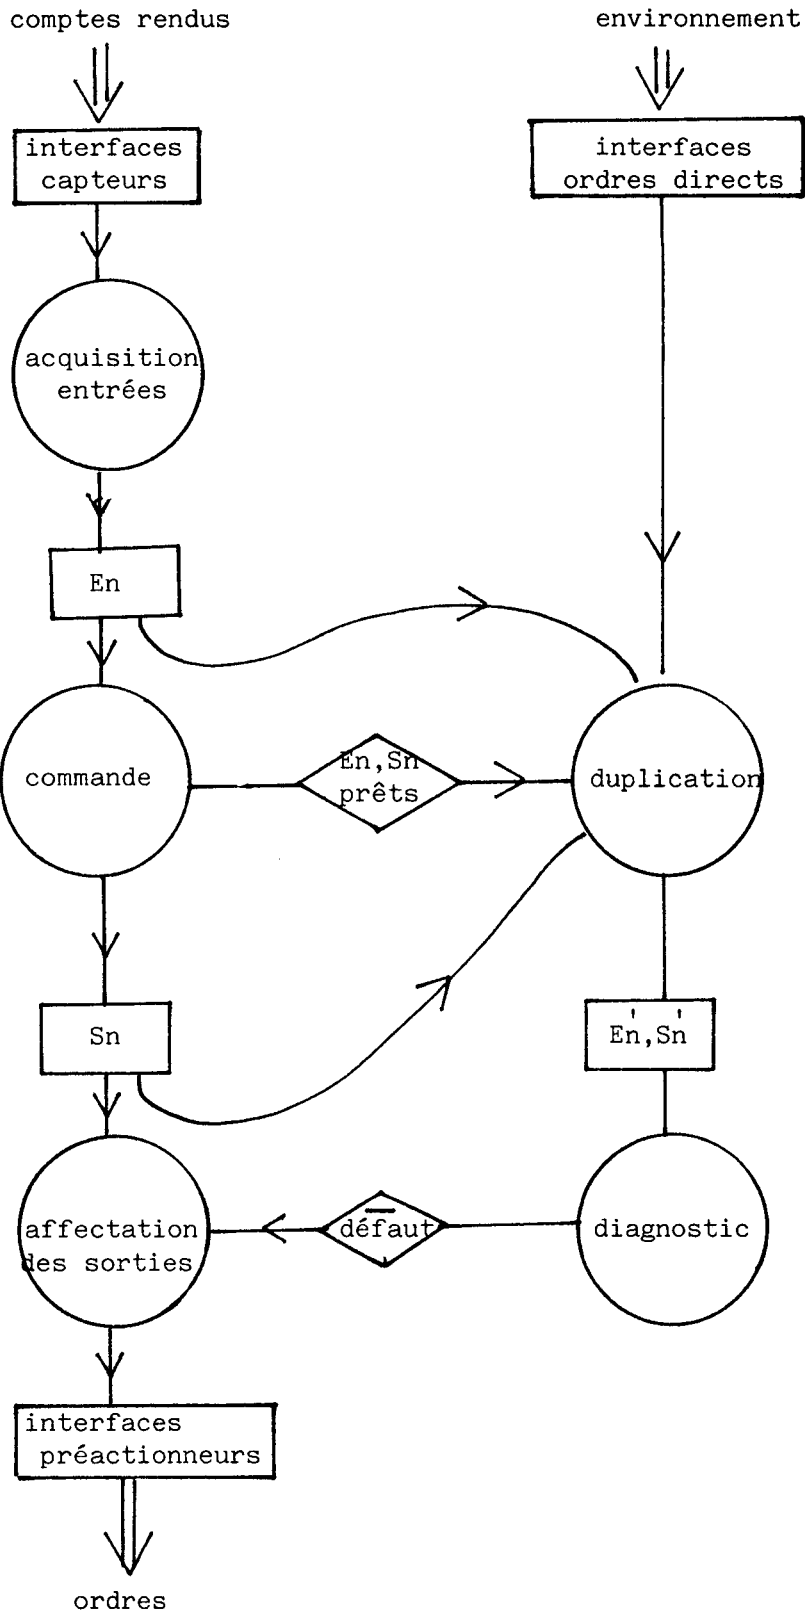 comptes rendus
environnement
interfaces
capteurs
interfaces
ordres directs
acquisition
entrées
En
commande
En,Sn
prêts
duplication
Sn
En',Sn'
affectation
des sorties
défaut
diagnostic
interfaces
préactionneurs
ordres